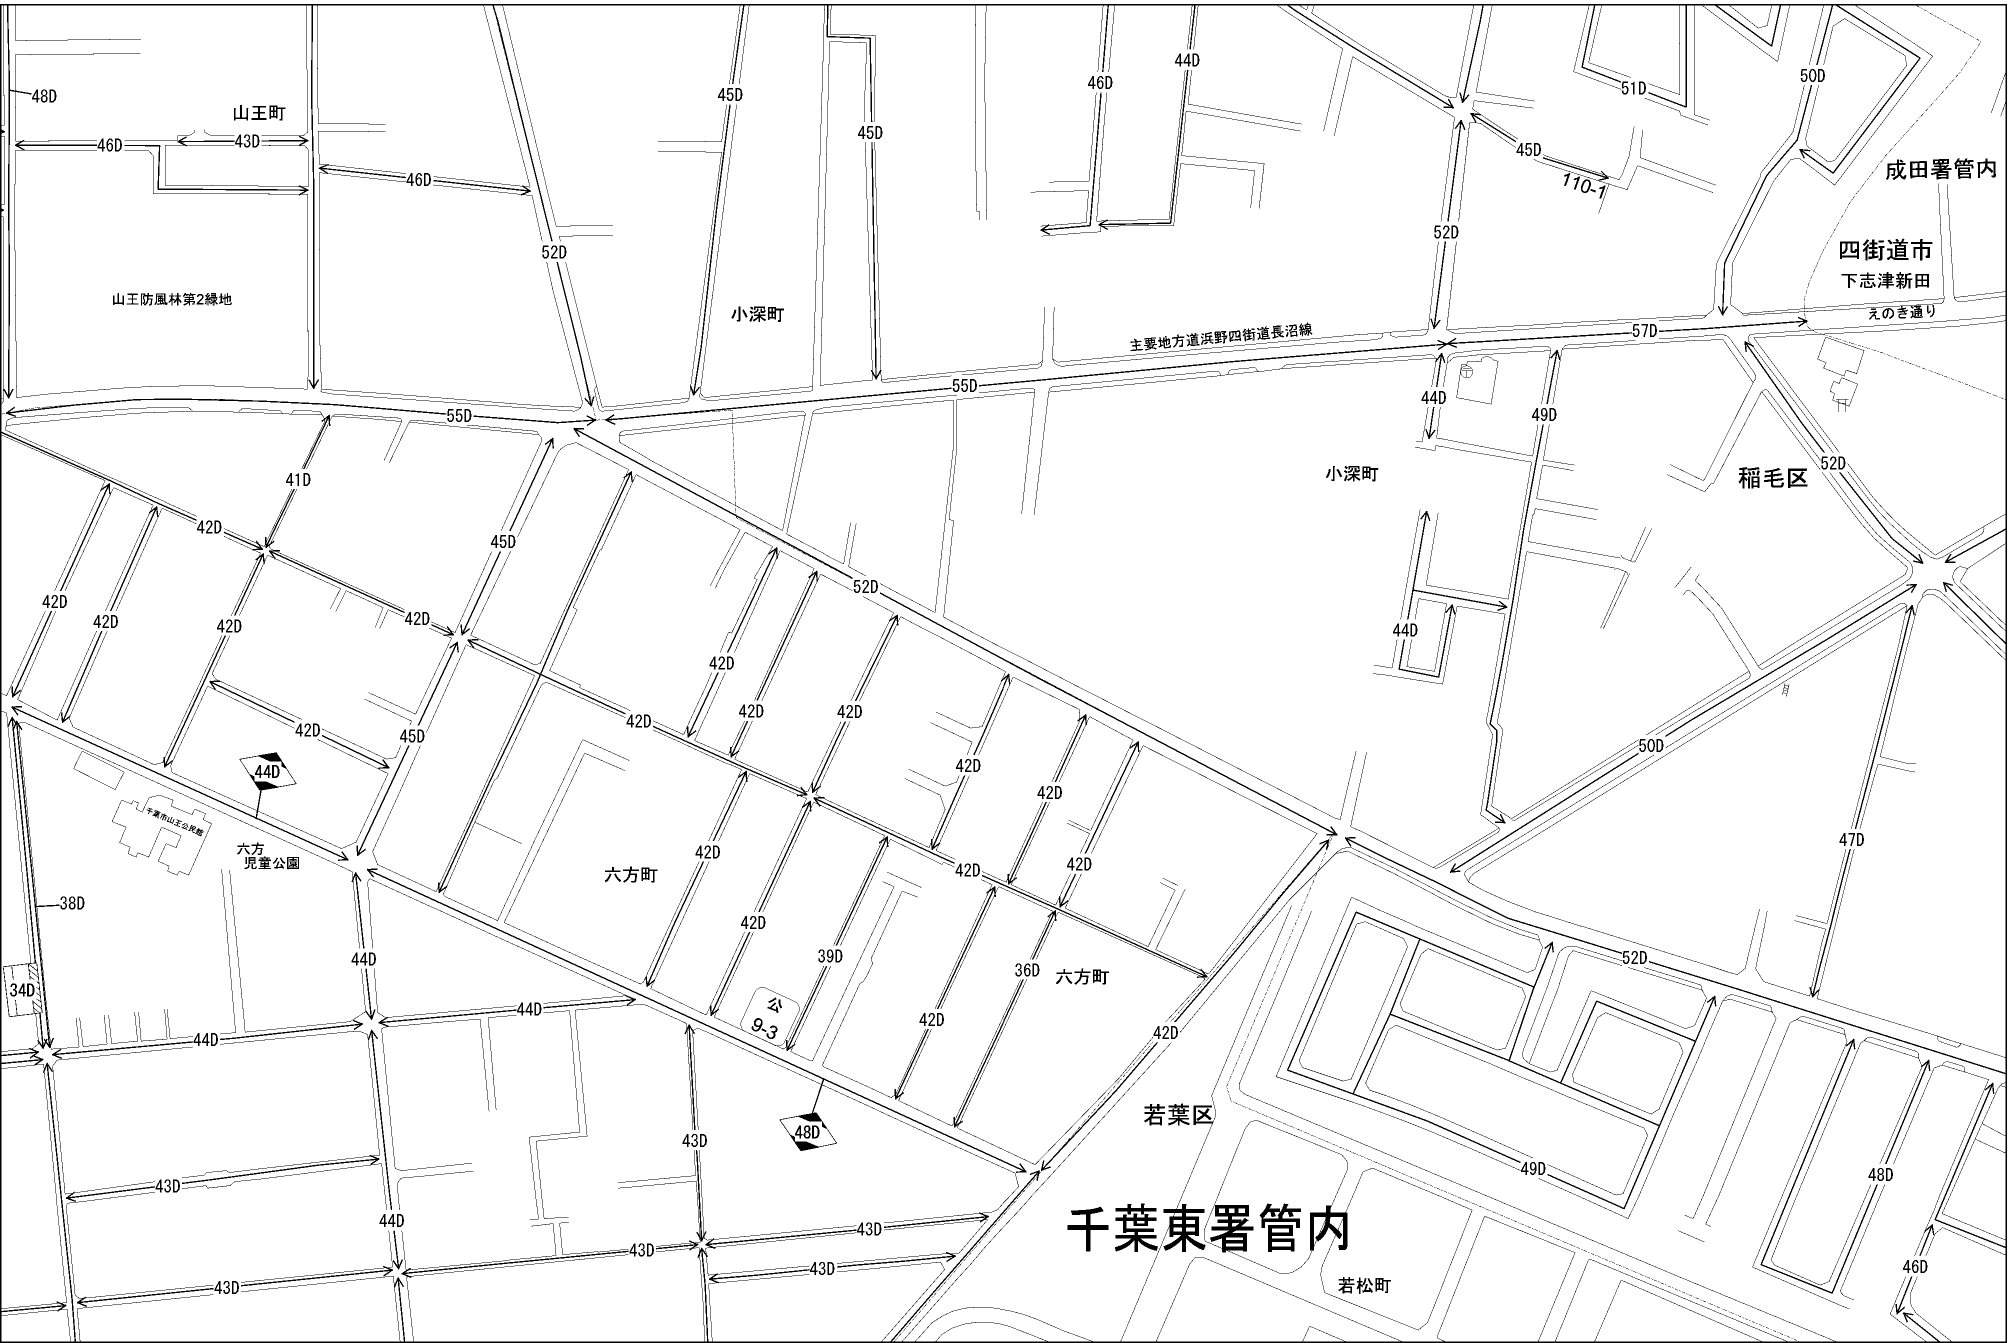 44D
46D
50D
51D
48D
45D
山王町
45D
46D
43D
45D
成田署管内
46D
110-1
52D
52D
四街道市
下志津新田
山王防風林第2緑地
小深町
えのき通り
主要地方道浜野四街道長沼線
57D
55D
44D
55D
49D
52D
小深町
稲毛区
41D
42D
45D
52D
42D
42D
42D
42D
44D
42D
42D
42D
42D
42D
42D
45D
50D
44D
42D
42D
千葉市山王公民館
47D
六方
児童公園
42D
42D
42D
六方町
38D
42D
44D
39D
52D
36D
六方町
34D
公
9-3
44D
42D
42D
44D
若葉区
48D
43D
49D
48D
43D
44D
千葉東署管内
43D
43D
43D
46D
43D
若松町